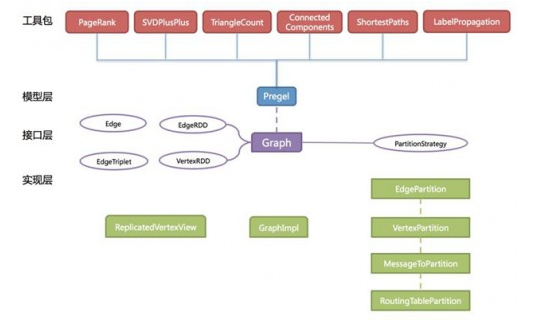 工具包
PageRank
SVDPlusPlus
TriangleCount
Connected
Components
ShortestPaths
LabelPropagation
模型层
Pregel
接口层
Edge
EdgeRDD
Graph
PartitionStrategy
EdgeTriplet
VertexRDD
实现层
EdgePartition
ReplicatedVertexView
GraphImpl
VertexPartition
MessageToPartition
RoutingTablePartition